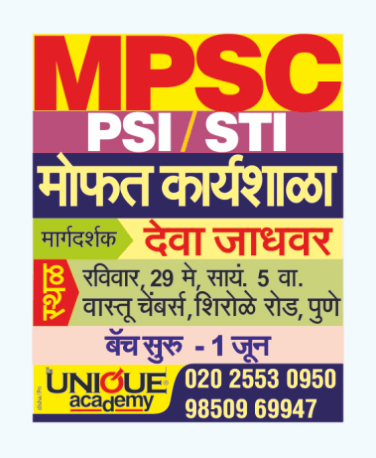 MPSC
PSI / STI
मोफत कार्यशाळा
मार्गदर्शक देवा जाधवर
स्थळ
रविवार, 29 मे, सायं. 5 वा.
वास्तू चेंबर्स, शिरोळे रोड, पुणे
बॅच सुरु - 1 जून
UNIQUE academy
020 2553 0950
98509 69947